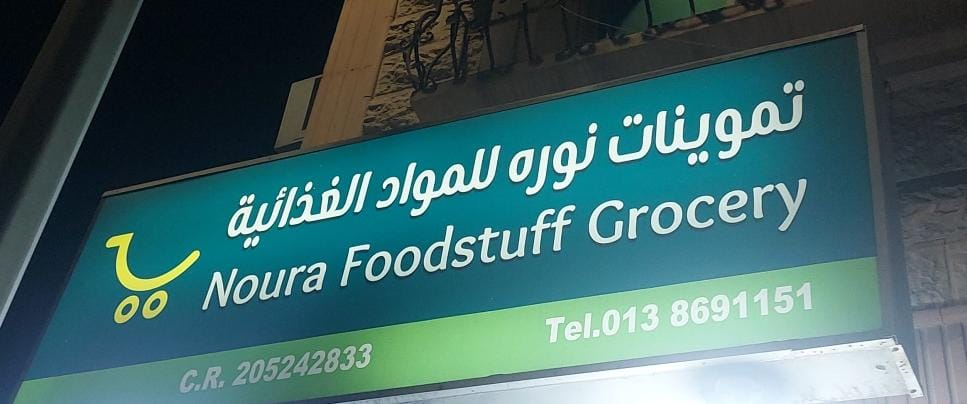 تموينات نوره للمواد الغذائية
Noura Foodstuff Grocery
Tel.013 8691151
C.R. 205242833